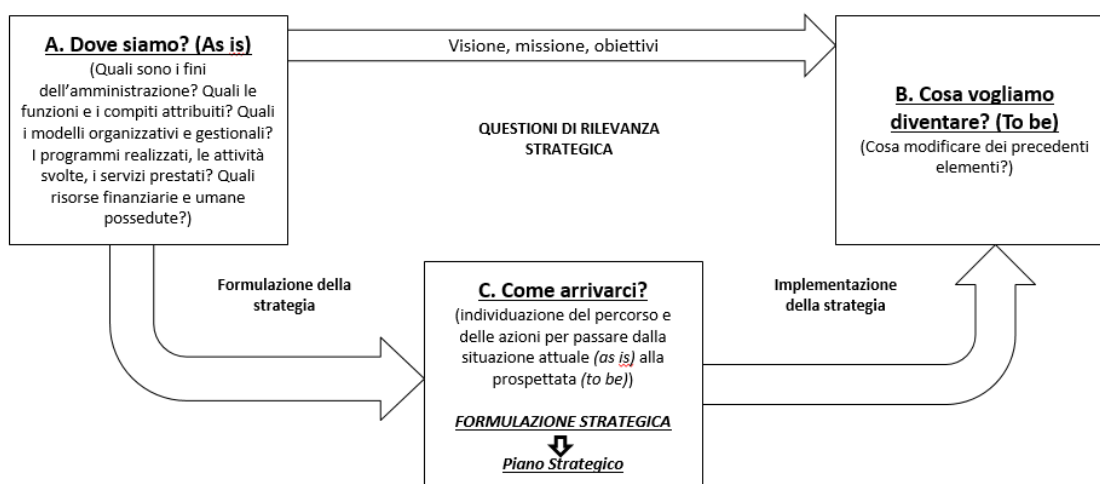 A. Dove siamo? (As is)
(Quali sono i fini
dell'amministrazione? Quali le
funzioni e i compiti attribuiti? Quali
i modelli organizzativi e gestionali?
I programmi realizzati, le attività
svolte, i servizi prestati? Quali
risorse finanziarie e umane
possedute?)
Visione, missione, obiettivi
QUESTIONI DI RILEVANZA
STRATEGICA
B. Cosa vogliamo
diventare? (To be)
(Cosa modificare dei precedenti
elementi?)
Formulazione della
strategia
C. Come arrivarci?
(individuazione del percorso e
delle azioni per passare dalla
situazione attuale (as is) alla
prospettata (to be))
FORMULAZIONE STRATEGICA
Piano Strategico
Implementazione
della strategia